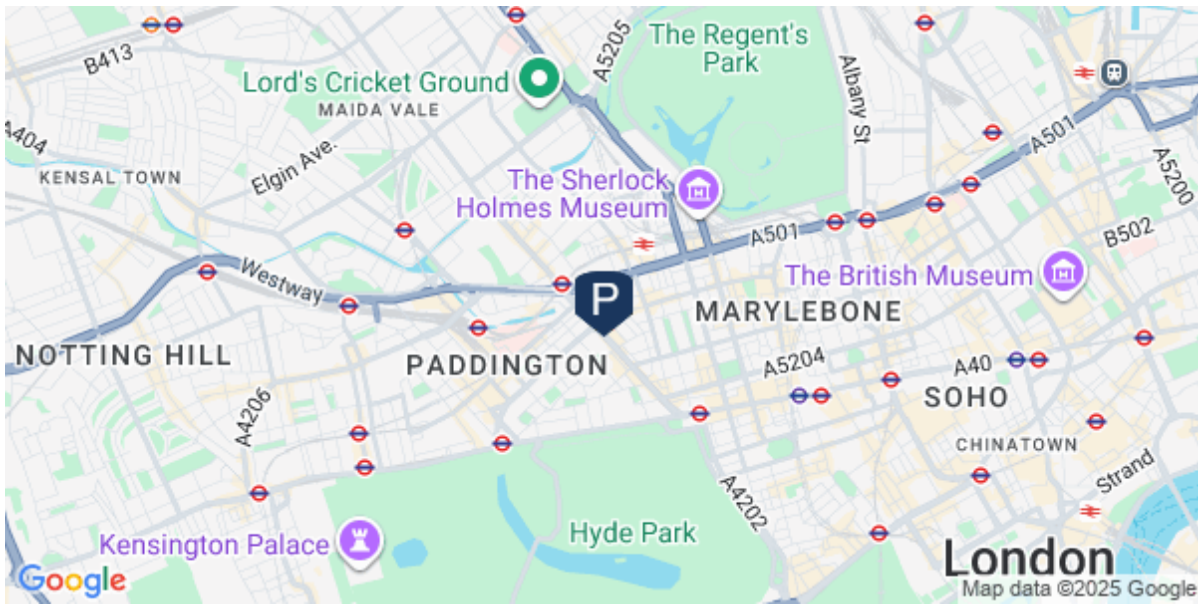 B413
A5205
The Regent's
Park
Lord's Cricket Ground
MAIDA VALE
Albany St
A501
A404
Elgin Ave.
KENSAL TOWN
A5200
The Sherlock
Holmes Museum
A501
B502
Westway
The British Museum
P
MARYLEBONE
NOTTING HILL
PADDINGTON
A5204
A40
SOHO
A4206
CHINATOWN
Strand
A4202
Hyde Park
Kensington Palace
London
Google
Map data ©2025 Google